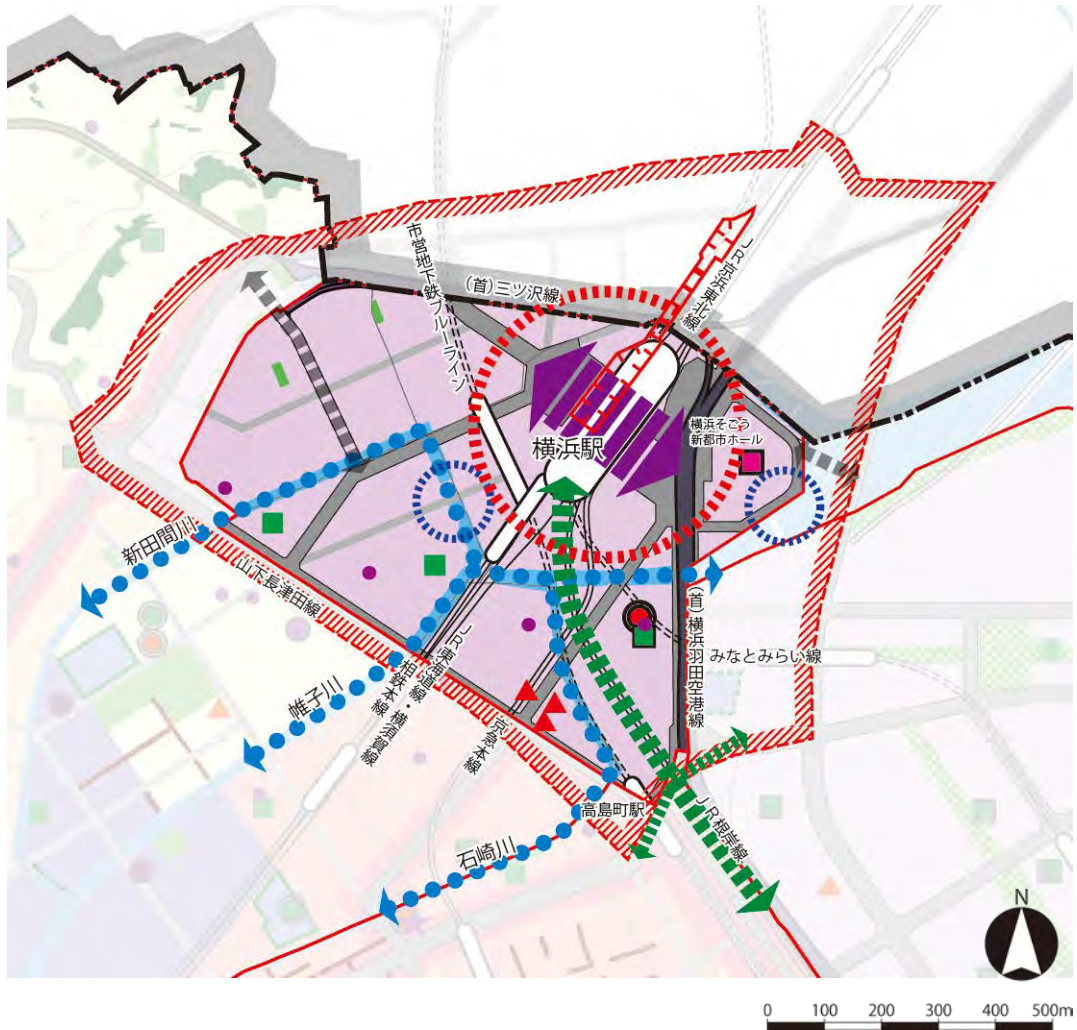 市営地下鉄ブルーライン
(首)三ツ沢線
JR京浜東北線
横浜そごう
新都市ホール
横浜駅
新田間川
山下長津田線
(首)横浜羽田空港線
みなとみらい線
帷子川
JR東海道線・横須賀線
相鉄本線
京急本線
高島町駅
JR根岸線
石崎川
N
0 100 200 300 400 500m